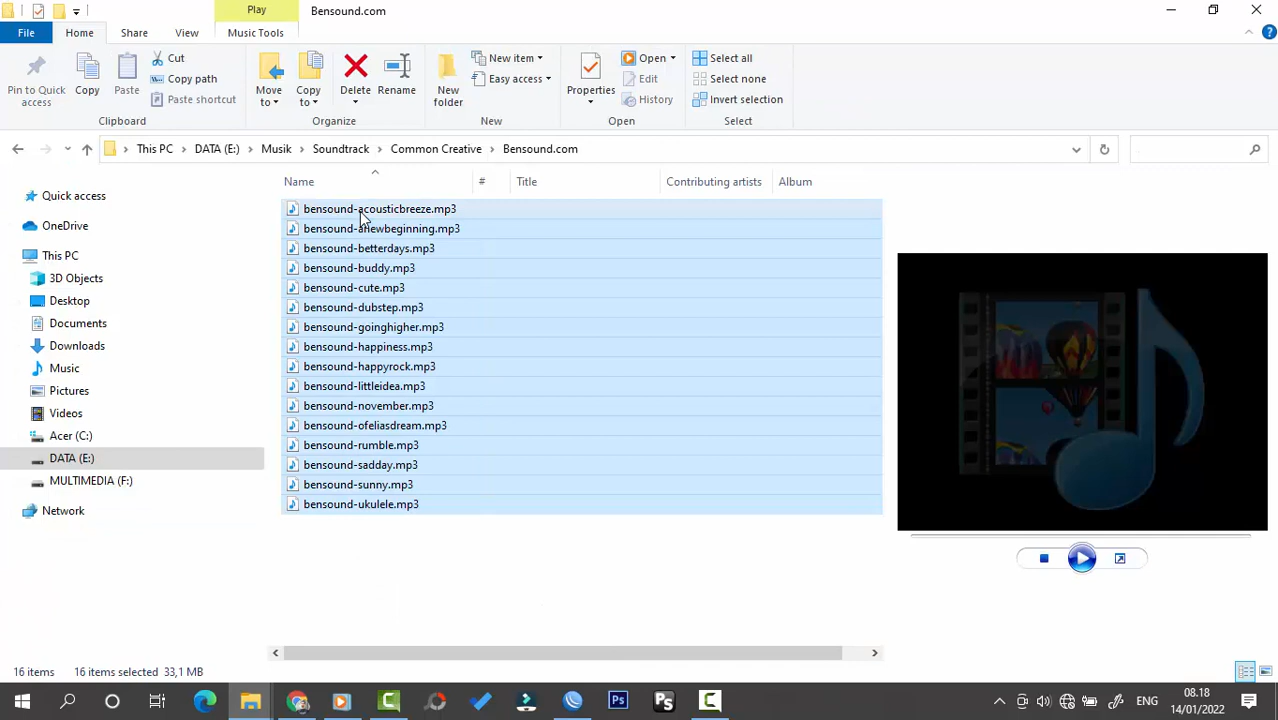 Play
Bensound.com
File
Home
Share
View
Music Tools
Pin to Quick access
Copy
Paste
Cut
Copy path
Paste shortcut
Move to
Copy to
Delete
Rename
New folder
New item
Easy access
Properties
Open
Edit
History
Select all
Select none
Invert selection
Clipboard
Organize
New
Open
Select
This PC > DATA (E:) > Musik > Soundtrack > Common Creative > Bensound.com
Name
#
Title
Contributing artists
Album
Quick access
OneDrive
This PC
3D Objects
Desktop
Documents
Downloads
Music
Pictures
Videos
Acer (C:)
DATA (E:)
MULTIMEDIA (F:)
Network
bensound-acousticbreeze.mp3
bensound-anewbeginning.mp3
bensound-betterdays.mp3
bensound-buddy.mp3
bensound-cute.mp3
bensound-dubstep.mp3
bensound-goinghigher.mp3
bensound-happiness.mp3
bensound-happyrock.mp3
bensound-littleidea.mp3
bensound-november.mp3
bensound-ofeliasdream.mp3
bensound-rumble.mp3
bensound-sadday.mp3
bensound-sunny.mp3
bensound-ukulele.mp3
16 items
16 items selected 33,1 MB
Ps
Ps
ENG
08.18
14/01/2022